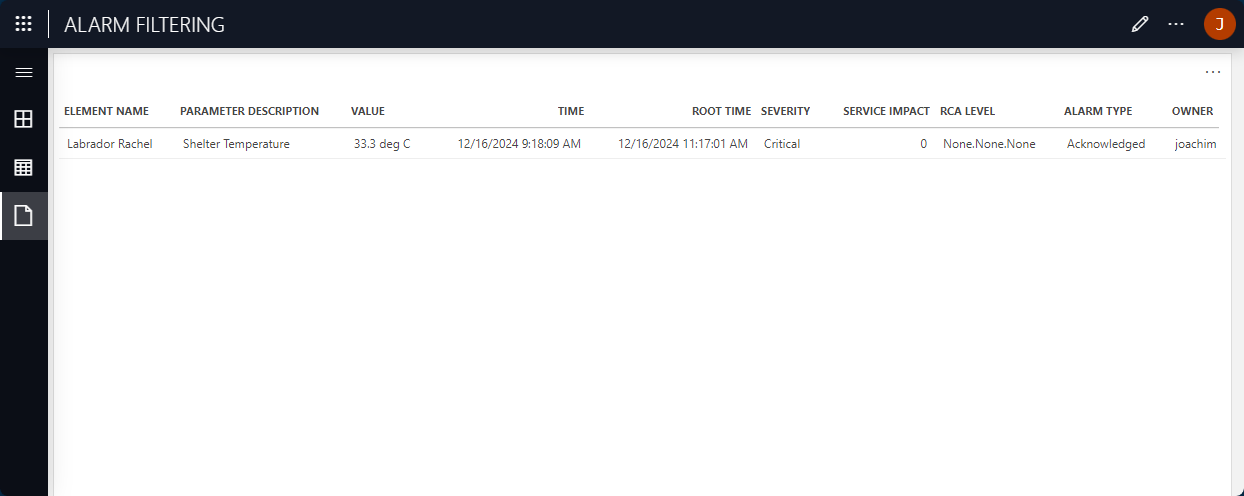 ALARM FILTERING
J
ELEMENT NAME PARAMETER DESCRIPTION VALUE TIME ROOT TIME SEVERITY SERVICE IMPACT RCA LEVEL ALARM TYPE OWNER
Labrador Rachel Shelter Temperature 33.3 deg C 12/16/2024 9:18:09 AM 12/16/2024 11:17:01 AM Critical 0 None.None.None Acknowledged joachim